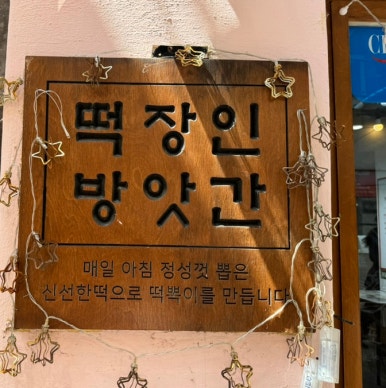 떡장인
방앗간
매일 아침 정성껏 뽑은
신선한떡으로 떡뽁이를 만듭니다